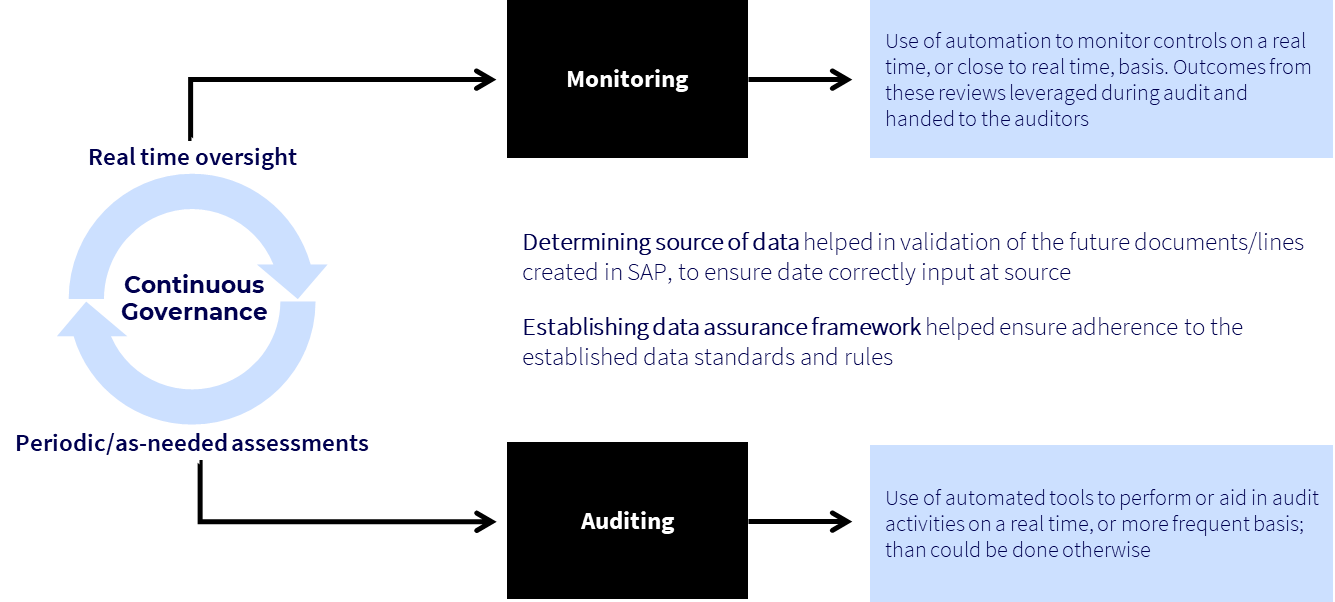 Use of automation to monitor controls on a real
time, or close to real time, basis. Outcomes from
these reviews leveraged during audit and
handed to the auditors
Monitoring
Real time oversight
Continuous
Governance
Determining source of data helped in validation of the future documents/lines
created in SAP, to ensure date correctly input at source
Establishing data assurance framework helped ensure adherence to the
established data standards and rules
Periodic/as-needed assessments
Auditing
Use of automated tools to perform or aid in audit
activities on a real time, or more frequent basis;
than could be done otherwise